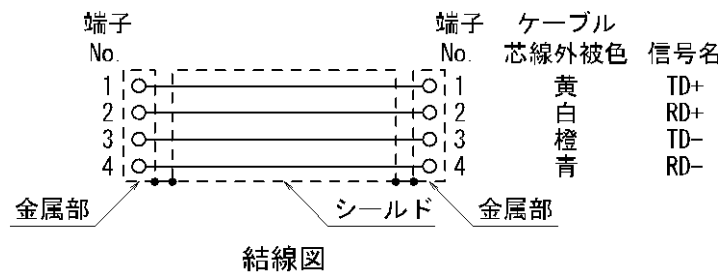 端子 端子 ケーブル
No. No. 芯線外被色 信号名
1 1 黄 TD+
2 2 白 RD+
3 3 橙 TD-
4 4 青 RD-
金属部 シールド 金属部
結線図